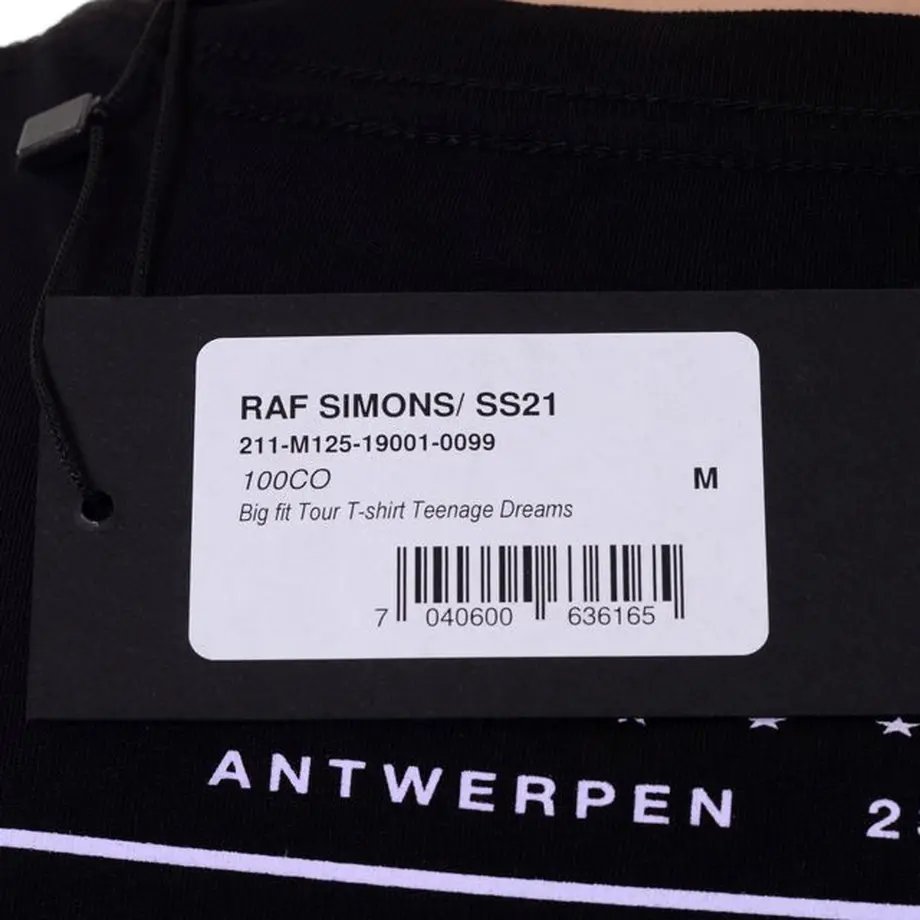 RAF SIMONS/ SS21
211-M125-19001-0099
100CO
M
Big fit Tour T-shirt Teenage Dreams
7 040600 636165
ANTWERPEN